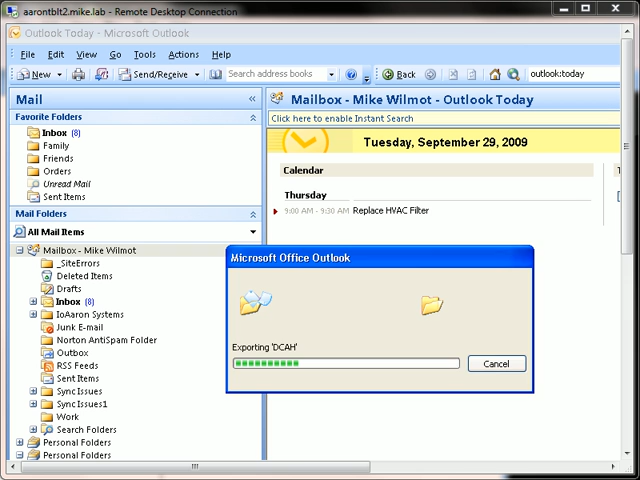 aarontblt2.mike.lab - Remote Desktop Connection
Outlook Today - Microsoft Outlook
File Edit View Go Tools Actions Help
New Send/Receive Search address books Back outlook:today
Mail «
Mailbox - Mike Wilmot - Outlook Today
Click here to enable Instant Search
Favorite Folders
Inbox (8)
Family
Friends
Orders
Unread Mail
Sent Items
Tuesday, September 29, 2009
Calendar
Thursday
9:00 AM - 9:30 AM Replace HVAC Filter
Mail Folders
All Mail Items
Mailbox - Mike Wilmot
_SiteErrors
Deleted Items
Drafts
Inbox (8)
IoAaron Systems
Junk E-mail
Norton AntiSpam Folder
Outbox
RSS Feeds
Sent Items
Sync Issues
Sync Issues1
Work
Search Folders
Personal Folders
Personal Folders
Microsoft Office Outlook
Exporting 'DCAH'
Cancel